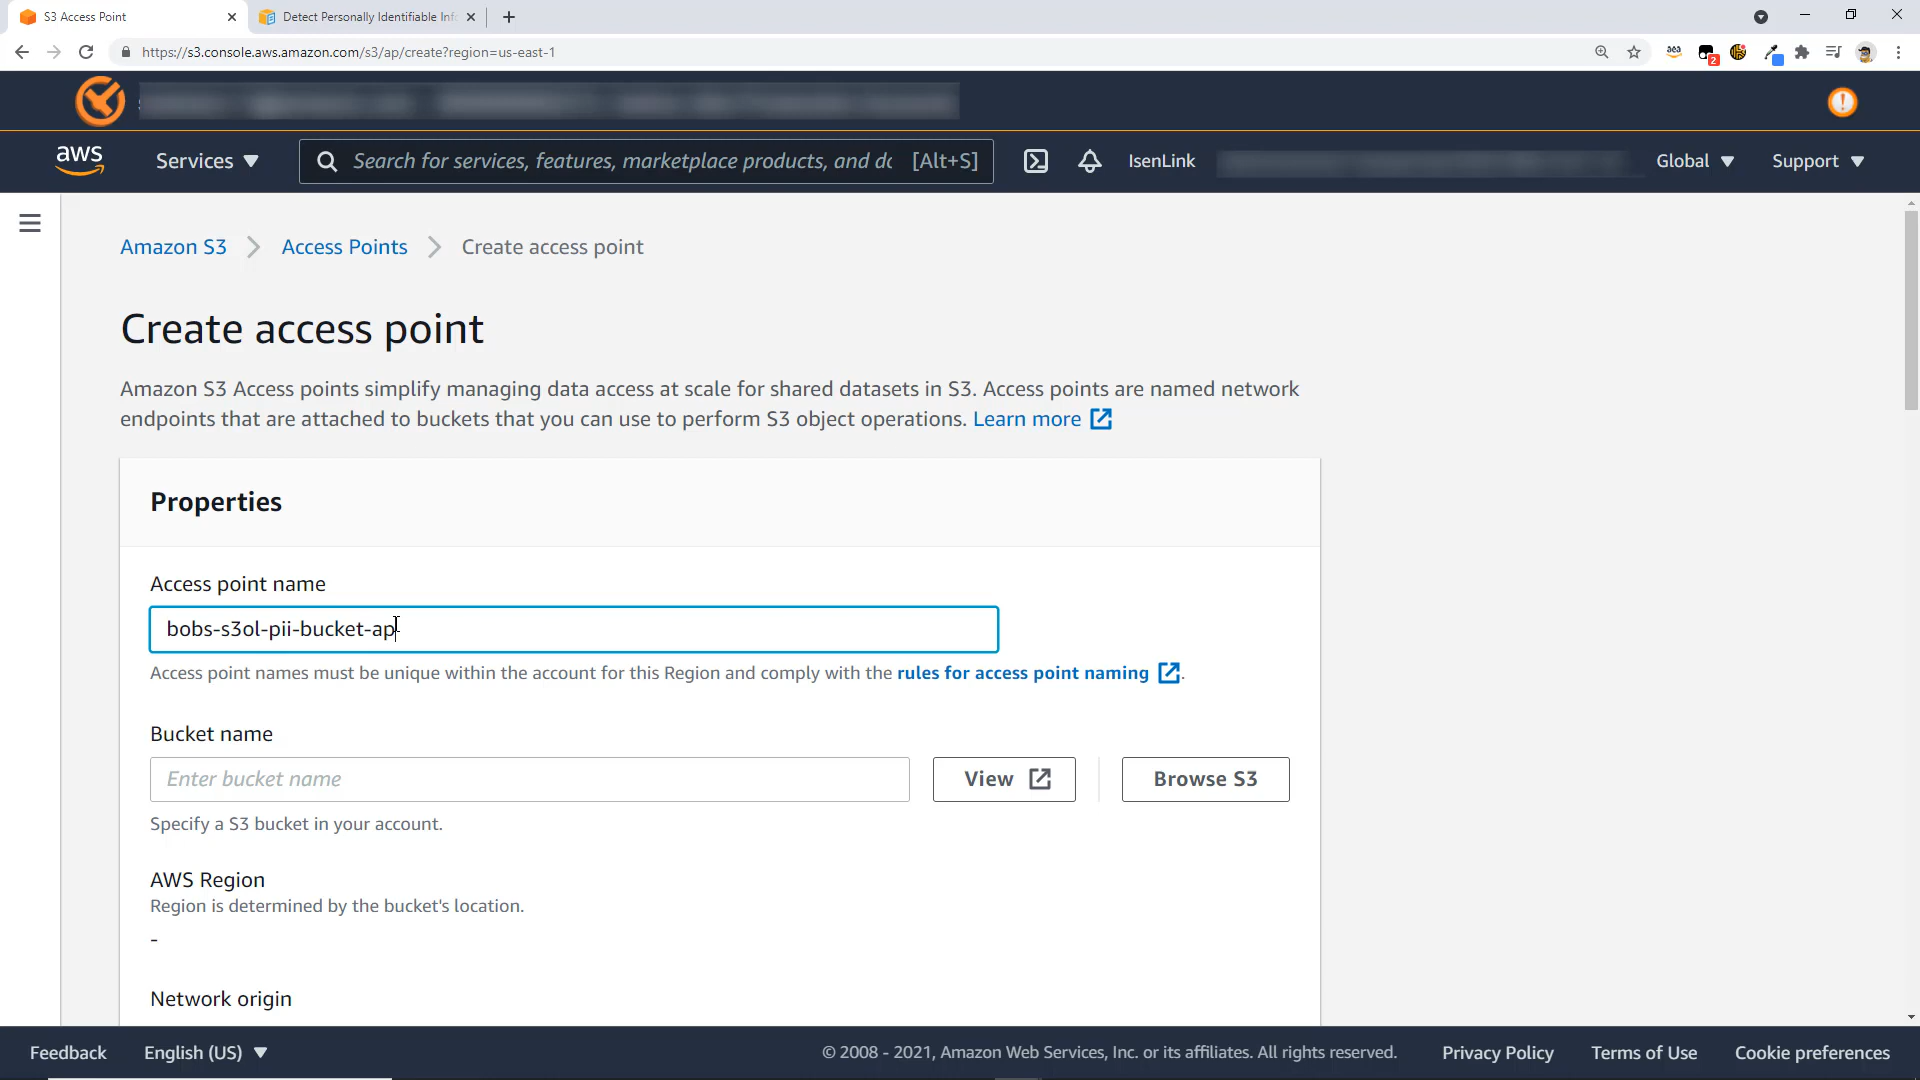 S3 Access Point
Detect Personally Identifiable Inf
https://s3.console.aws.amazon.com/s3/ap/create?region=us-east-1
2
aws
Services
Search for services, features, marketplace products, and dc [Alt+S]
IsenLink
Global
Support
Amazon S3
Access Points
Create access point
Create access point
Amazon S3 Access points simplify managing data access at scale for shared datasets in S3. Access points are named network
endpoints that are attached to buckets that you can use to perform S3 object operations. Learn more
Properties
Access point name
bobs-s3ol-pii-bucket-ap
Access point names must be unique within the account for this Region and comply with the rules for access point naming.
Bucket name
Enter bucket name
View
Browse S3
Specify a S3 bucket in your account.
AWS Region
Region is determined by the bucket's location.
-
Network origin
Feedback
English (US)
© 2008 - 2021, Amazon Web Services, Inc. or its affiliates. All rights reserved.
Privacy Policy
Terms of Use
Cookie preferences